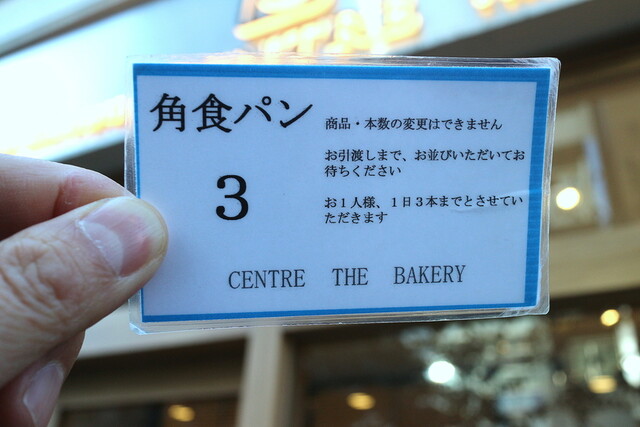 角食パン
3
商品・本数の変更はできません
お引渡しまで、お並びいただいてお
待ちください
お１人様、１日３本までとさせてい
ただきます
CENTRE THE BAKERY